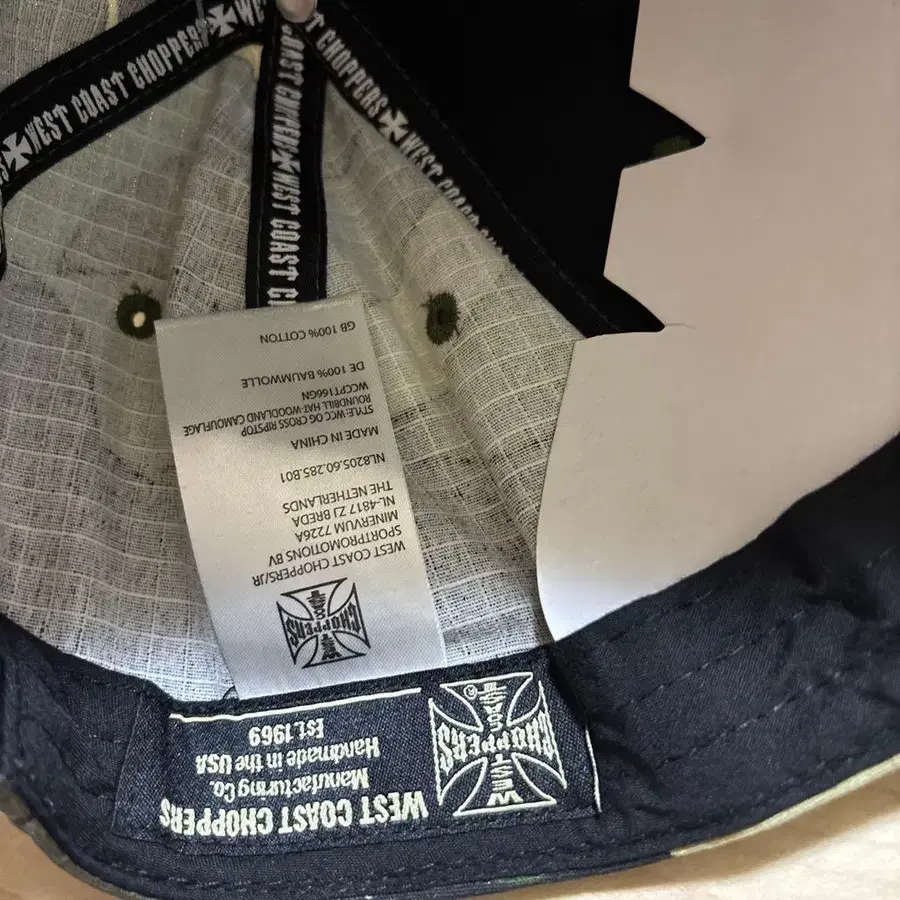 WEST COAST CHOPPERS
WE
T CHOPPERS WEST COAST
COAST CHOPPERS WEST COAST C
WEST COAST CHOPPERS
WEST COAST CHOPPERS/JR
SPORTPROMOTIONS BV
MINERVUM 7226A
NL-4817 ZJ BREDA
THE NETHERLANDS
NL8205.60.285.B01
MADE IN CHINA
STYLE:WCC OG CROSS RIPSTOP
ROUNDBILL HAT-WOODLAND CAMOUFLAGE
WCCPT166GN
DE 100% BAUMWOLLE
GB 100% COTTON
WEST COAST CHOPPERS ®
WEST COAST CHOPPERS
Manufacturing Co.
Handmade in the USA
Est.1969